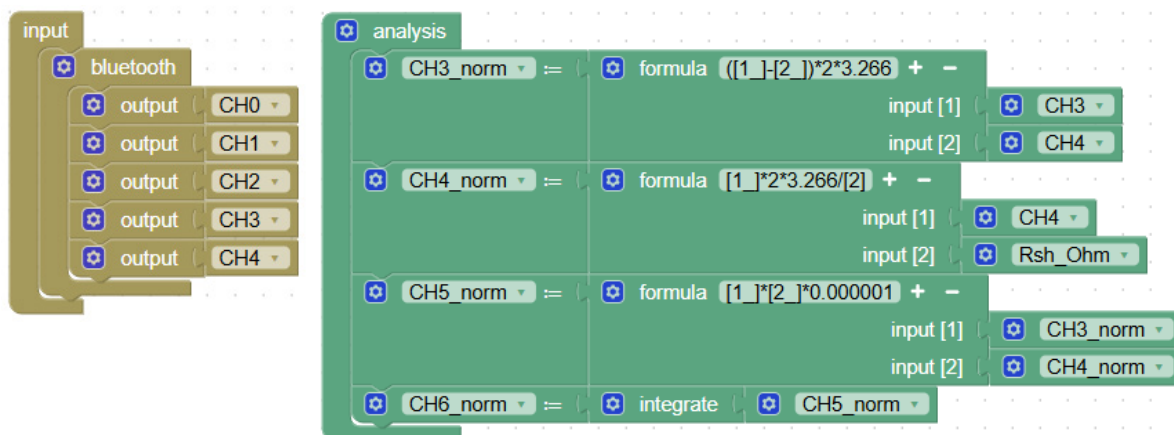 input
bluetooth
output CH0
output CH1
output CH2
output CH3
output CH4
analysis
CH3_norm := formula ([1_]-[2_])*2*3.266 + −
input [1] CH3
input [2] CH4
CH4_norm := formula [1_]*2*3.266/[2] + −
input [1] CH4
input [2] Rsh_Ohm
CH5_norm := formula [1_]*[2_]*0.000001 + −
input [1] CH3_norm
input [2] CH4_norm
CH6_norm := integrate CH5_norm